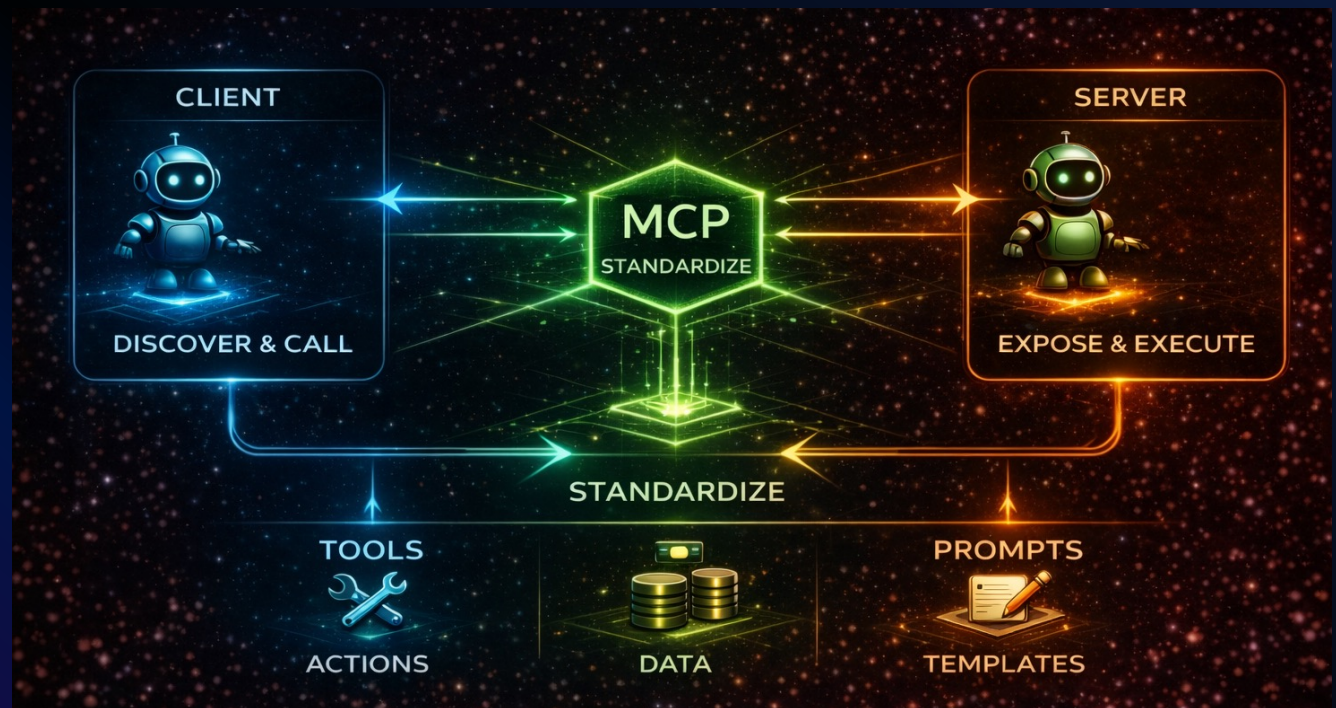 CLIENT
SERVER
MCP
STANDARDIZE
DISCOVER & CALL
EXPOSE & EXECUTE
STANDARDIZE
TOOLS
PROMPTS
ACTIONS
DATA
TEMPLATES